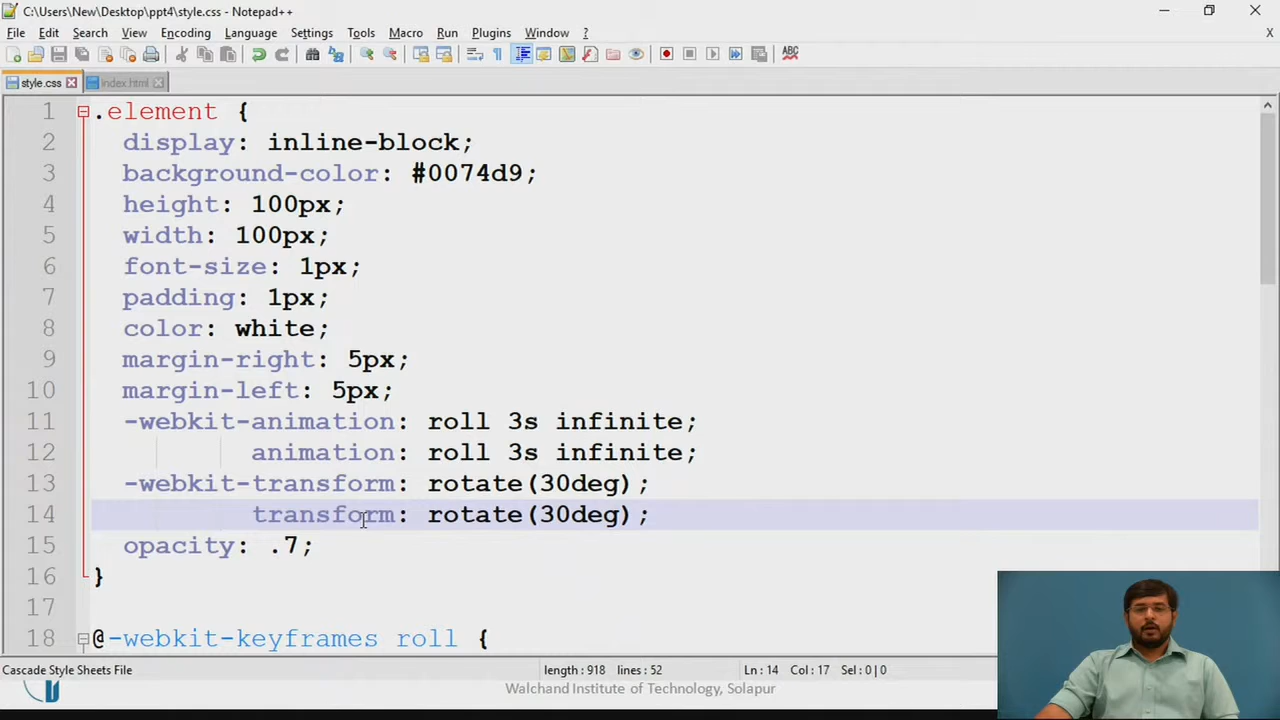 C:\Users\New\Desktop\ppt4\style.css - Notepad++
File Edit Search View Encoding Language Settings Tools Macro Run Plugins Window ? X
ABC
style.css index.html
1 .element {
2 display: inline-block;
3 background-color: #0074d9;
4 height: 100px;
5 width: 100px;
6 font-size: 1px;
7 padding: 1px;
8 color: white;
9 margin-right: 5px;
10 margin-left: 5px;
11 -webkit-animation: roll 3s infinite;
12 animation: roll 3s infinite;
13 -webkit-transform: rotate(30deg);
14 transform: rotate(30deg);
15 opacity: .7;
16 }
17
18 @-webkit-keyframes roll {
Cascade Style Sheets File length : 918 lines : 52 Ln : 14 Col : 17 Sel : 0 | 0
Walchand Institute of Technology, Solapur